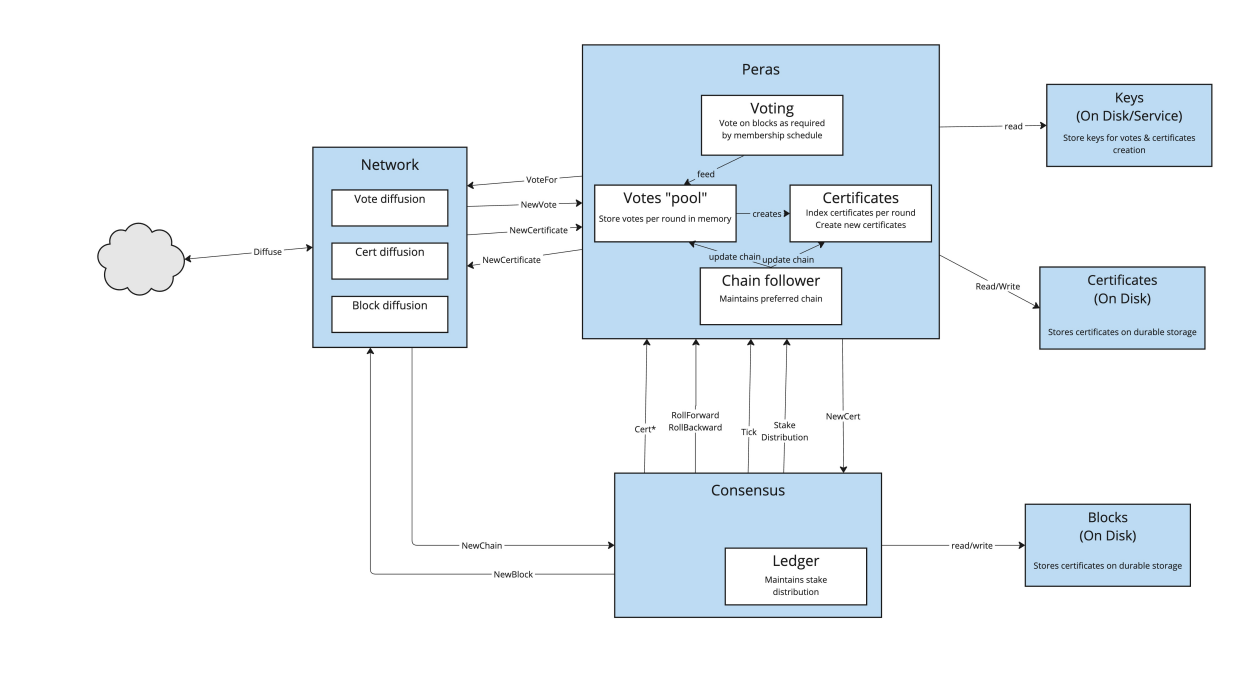 Peras
Voting
Vote on blocks as required
by membership schedule
feed
Votes "pool"
Store votes per round in memory
creates
Certificates
Index certificates per round
Create new certificates
update chain
update chain
Chain follower
Maintains preferred chain
Keys
(On Disk/Service)
Store keys for votes & certificates
creation
read
Network
Vote diffusion
Cert diffusion
Block diffusion
VoteFor
NewVote
NewCertificate
NewCertificate
Diffuse
Read/Write
Certificates
(On Disk)
Stores certificates on durable storage
Cert*
RollForward
RollBackward
Tick
Stake
Distribution
NewCert
Consensus
Ledger
Maintains stake
distribution
NewChain
NewBlock
read/write
Blocks
(On Disk)
Stores certificates on durable storage